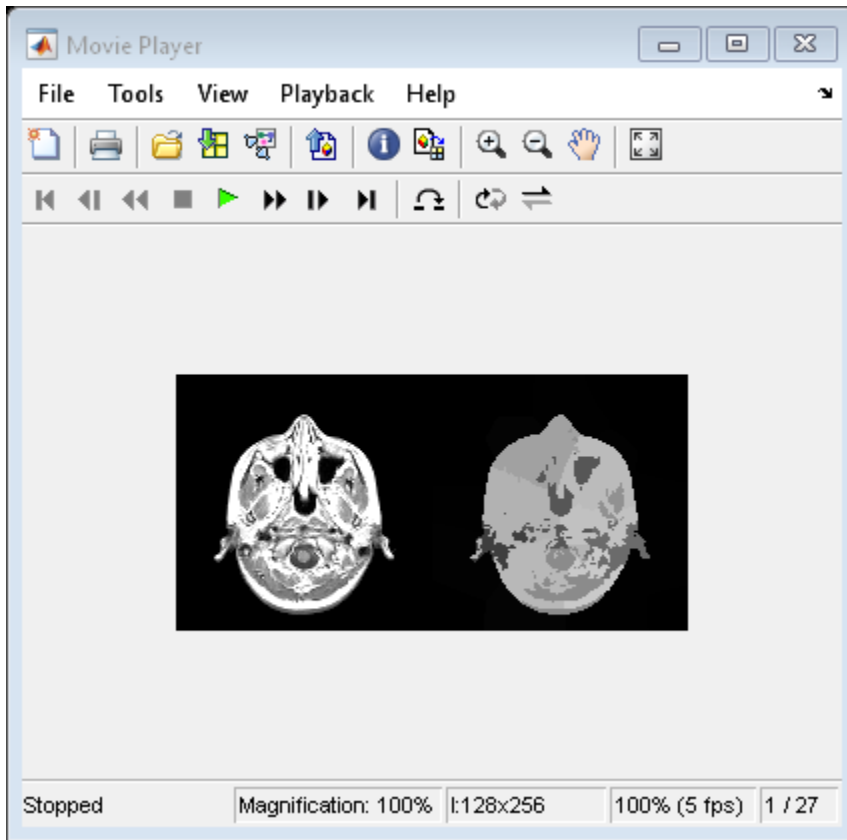 Movie Player
File Tools View Playback Help
Stopped Magnification: 100% I:128x256 100% (5 fps) 1 / 27